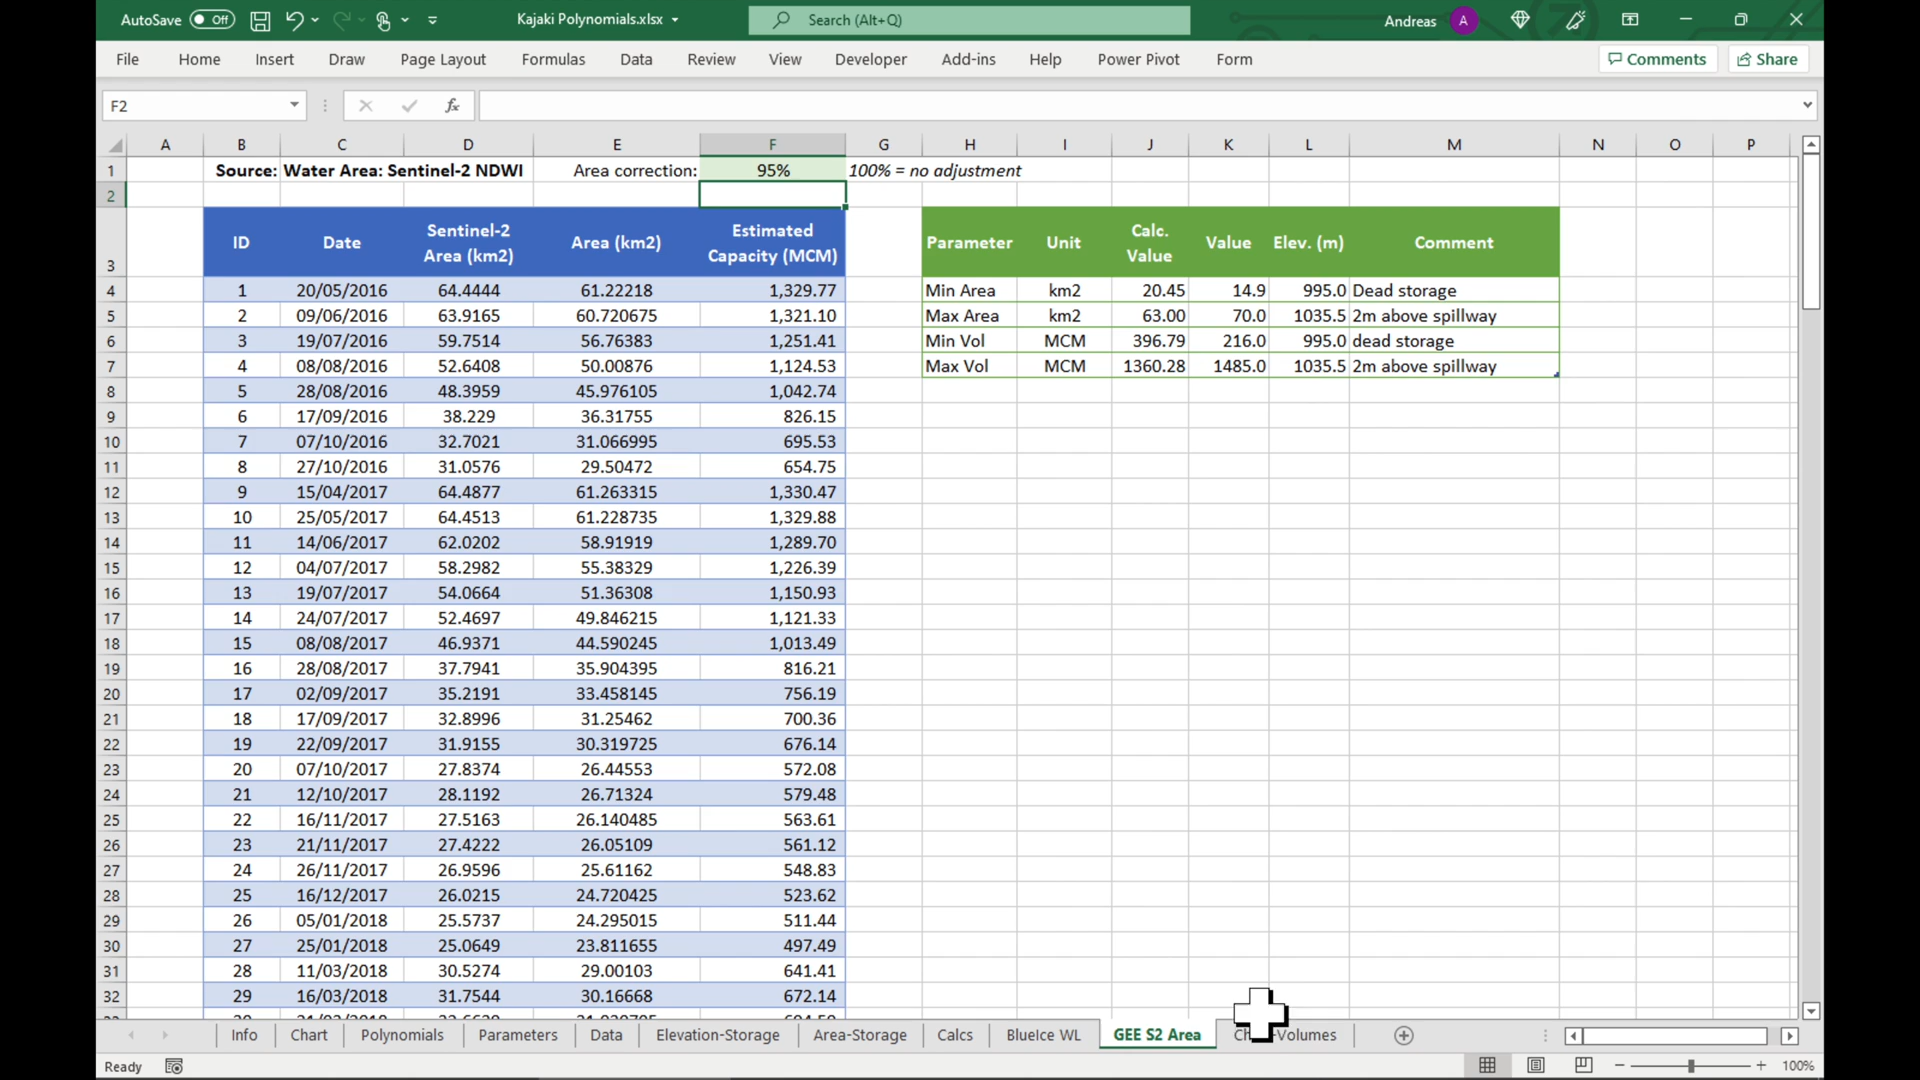 AutoSave Off Kajaki Polynomials.xlsx Search (Alt+Q) Andreas A
File Home Insert Draw Page Layout Formulas Data Review View Developer Add-ins Help Power Pivot Form Comments Share
F2 fx
A B C D E F G H I J K L M N O P
1 Source: Water Area: Sentinel-2 NDWI Area correction: 95% 100% = no adjustment
2
3 ID Date Sentinel-2 Area (km2) Area (km2) Estimated Capacity (MCM) Parameter Unit Calc. Value Value Elev. (m) Comment
4 1 20/05/2016 64.4444 61.22218 1,329.77 Min Area km2 20.45 14.9 995.0 Dead storage
5 2 09/06/2016 63.9165 60.720675 1,321.10 Max Area km2 63.00 70.0 1035.5 2m above spillway
6 3 19/07/2016 59.7514 56.76383 1,251.41 Min Vol MCM 396.79 216.0 995.0 dead storage
7 4 08/08/2016 52.6408 50.00876 1,124.53 Max Vol MCM 1360.28 1485.0 1035.5 2m above spillway
8 5 28/08/2016 48.3959 45.976105 1,042.74
9 6 17/09/2016 38.229 36.31755 826.15
10 7 07/10/2016 32.7021 31.066995 695.53
11 8 27/10/2016 31.0576 29.50472 654.75
12 9 15/04/2017 64.4877 61.263315 1,330.47
13 10 25/05/2017 64.4513 61.228735 1,329.88
14 11 14/06/2017 62.0202 58.91919 1,289.70
15 12 04/07/2017 58.2982 55.38329 1,226.39
16 13 19/07/2017 54.0664 51.36308 1,150.93
17 14 24/07/2017 52.4697 49.846215 1,121.33
18 15 08/08/2017 46.9371 44.590245 1,013.49
19 16 28/08/2017 37.7941 35.904395 816.21
20 17 02/09/2017 35.2191 33.458145 756.19
21 18 17/09/2017 32.8996 31.25462 700.36
22 19 22/09/2017 31.9155 30.319725 676.14
23 20 07/10/2017 27.8374 26.44553 572.08
24 21 12/10/2017 28.1192 26.71324 579.48
25 22 16/11/2017 27.5163 26.140485 563.61
26 23 21/11/2017 27.4222 26.05109 561.12
27 24 26/11/2017 26.9596 25.61162 548.83
28 25 16/12/2017 26.0215 24.720425 523.62
29 26 05/01/2018 25.5737 24.295015 511.44
30 27 25/01/2018 25.0649 23.811655 497.49
31 28 11/03/2018 30.5274 29.00103 641.41
32 29 16/03/2018 31.7544 30.16668 672.14
Info Chart Polynomials Parameters Data Elevation-Storage Area-Storage Calcs BlueIce WL GEE S2 Area Volumes
Ready 100%